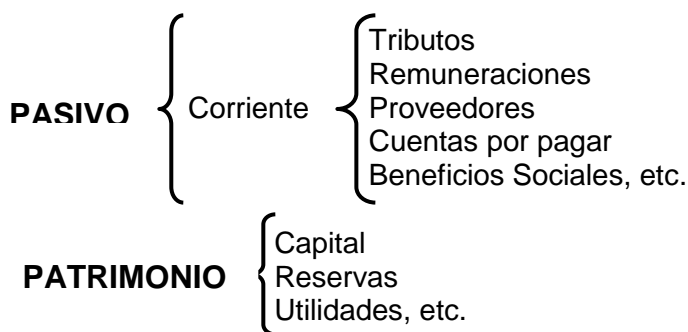 PASIVO
Corriente
Tributos
Remuneraciones
Proveedores
Cuentas por pagar
Beneficios Sociales, etc.
PATRIMONIO
Capital
Reservas
Utilidades, etc.